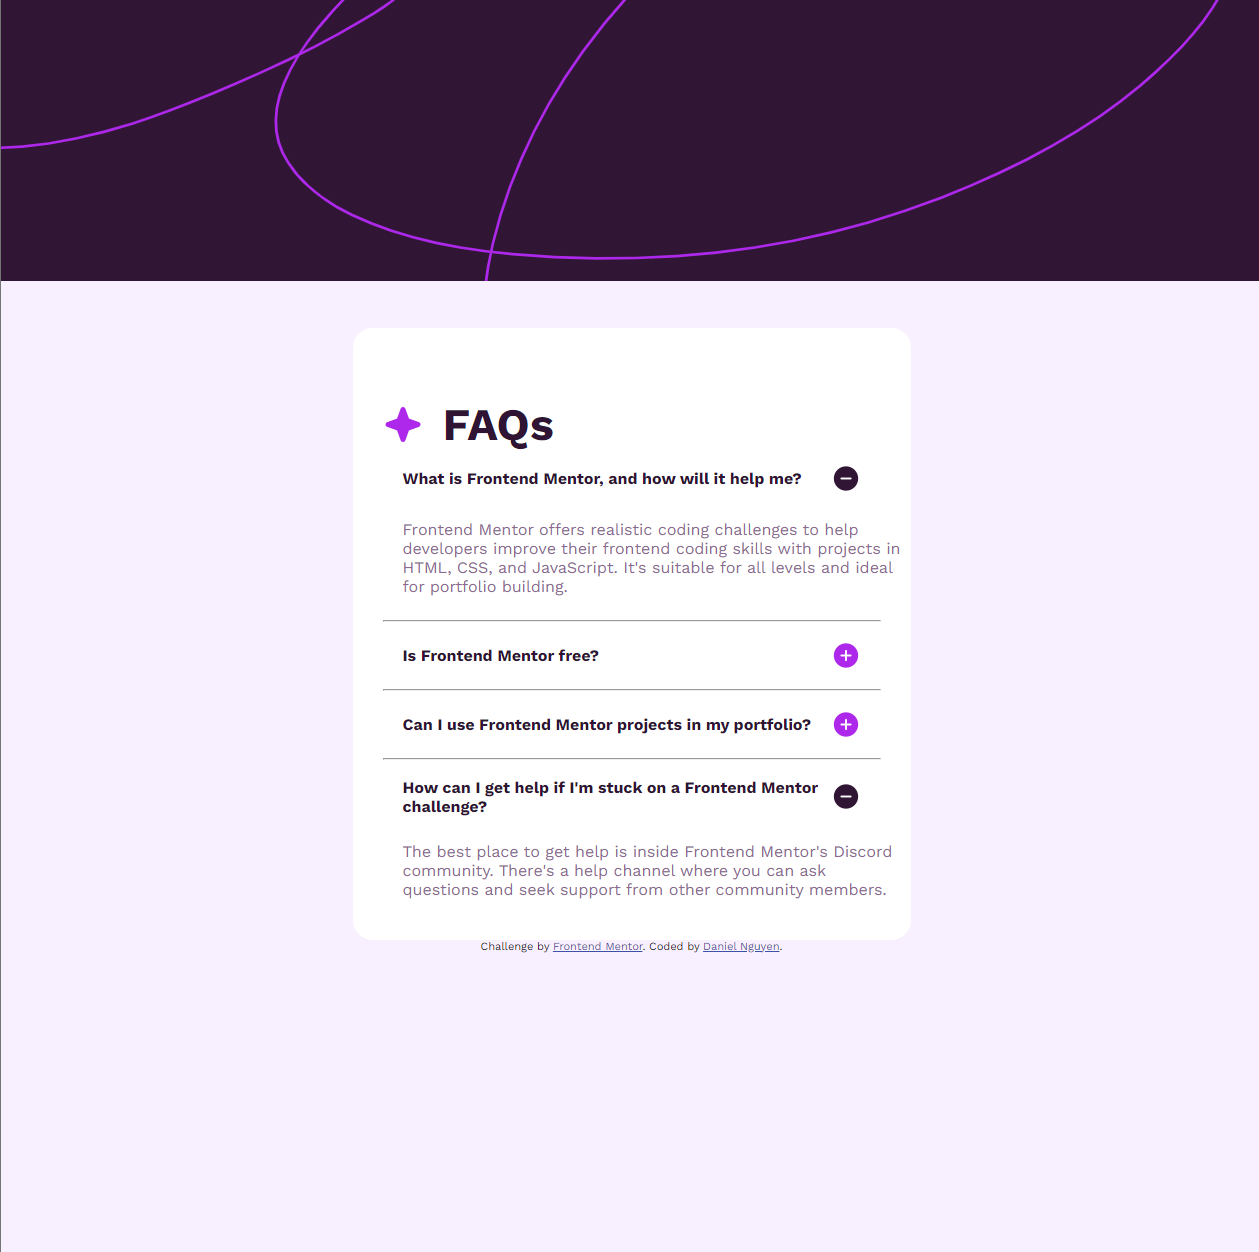 FAQs
What is Frontend Mentor, and how will it help me?
Frontend Mentor offers realistic coding challenges to help
developers improve their frontend coding skills with projects in
HTML, CSS, and JavaScript. It's suitable for all levels and ideal
for portfolio building.
Is Frontend Mentor free?
Can I use Frontend Mentor projects in my portfolio?
How can I get help if I'm stuck on a Frontend Mentor
challenge?
The best place to get help is inside Frontend Mentor's Discord
community. There's a help channel where you can ask
questions and seek support from other community members.
Challenge by Frontend Mentor. Coded by Daniel Nguyen.